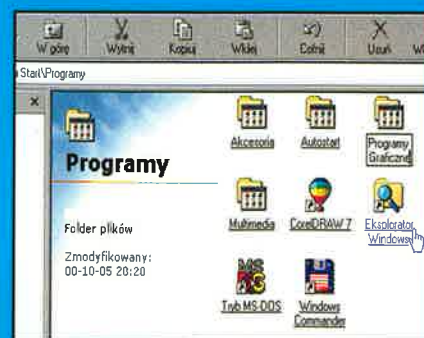 W górę Wytnij Kopiuj Wklej Cofnij Usuń
Start\Programy
Programy
Folder plików
Zmodyfikowany:
00-10-05 20:20
Akcesoria Autostart Programy
Graficzne
Multimedia CorelDRAW 7 Eksplorator
Windows
Tryb MS-DOS Windows
Commander